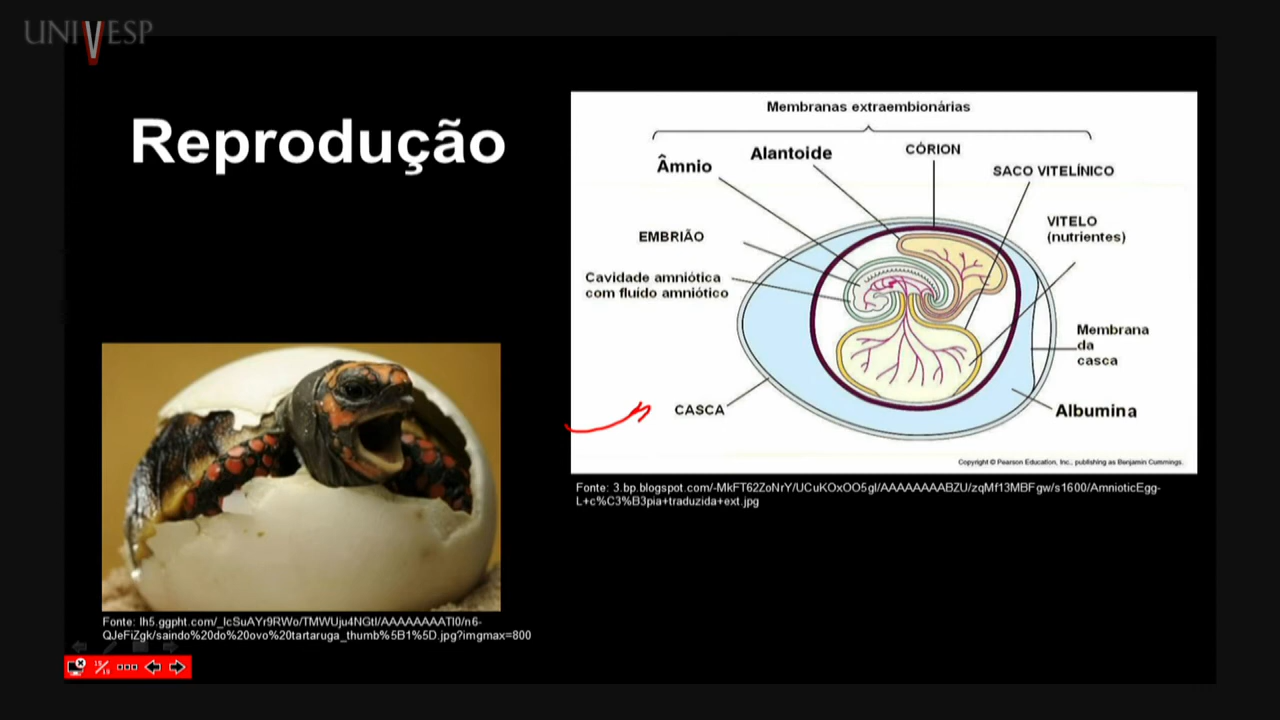 UNIVESP
Reprodução
Membranas extraembionárias
Âmnio
Alantoide
CÓRION
SACO VITELÍNICO
EMBRIÃO
VITELO
(nutrientes)
Cavidade amniótica
com fluído amniótico
Membrana
da
casca
CASCA
Albumina
Copyright © Pearson Education, Inc., publishing as Benjamin Cummings.
Fonte: 3.bp.blogspot.com/-MkFT62ZoNrY/UCuKOxOO5gI/AAAAAAAABZU/zqMf13MBFgw/s1600/AmnioticEgg-
L+c%C3%B3pia+traduzida+ext.jpg
Fonte: lh5.ggpht.com/_IcSuAYr9RWo/TMWUju4NGtI/AAAAAAAATI0/n6-
QJeFiZgk/saindo%20do%20ovo%20tartaruga_thumb%5B1%5D.jpg?imgmax=800